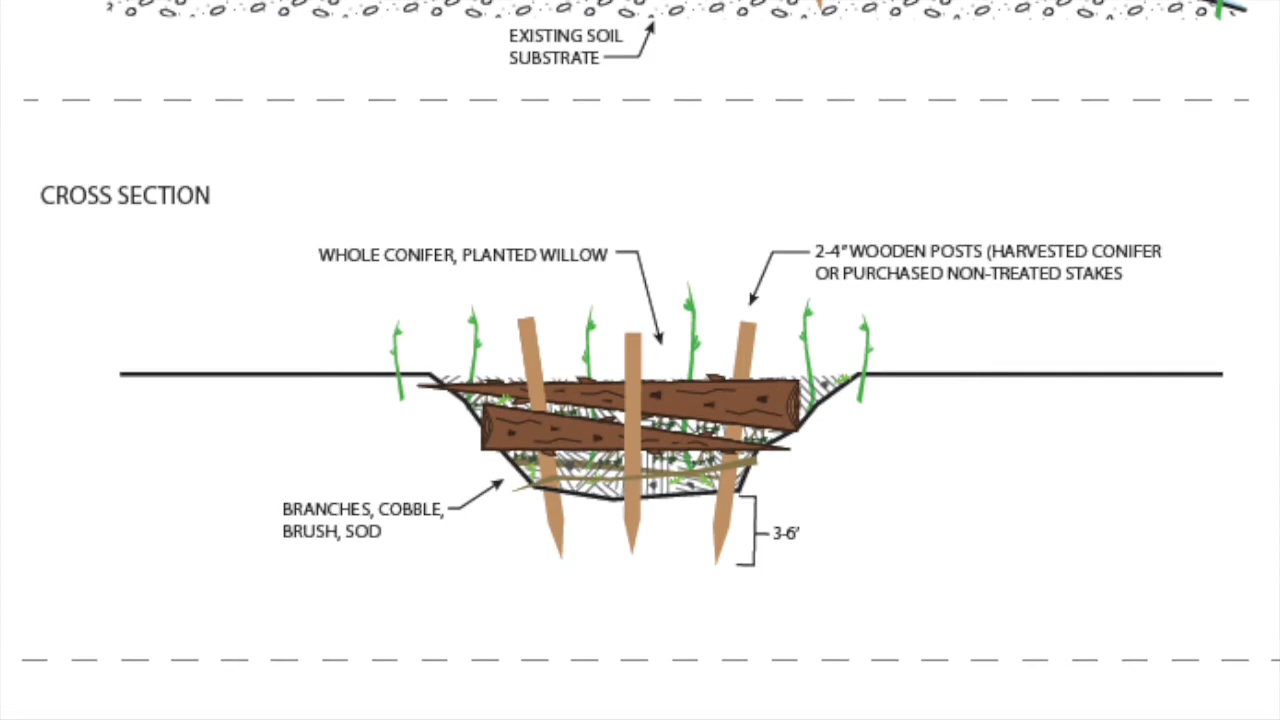 EXISTING SOIL
SUBSTRATE
CROSS SECTION
WHOLE CONIFER, PLANTED WILLOW
2-4" WOODEN POSTS (HARVESTED CONIFER
OR PURCHASED NON-TREATED STAKES
BRANCHES, COBBLE,
BRUSH, SOD
3-6'